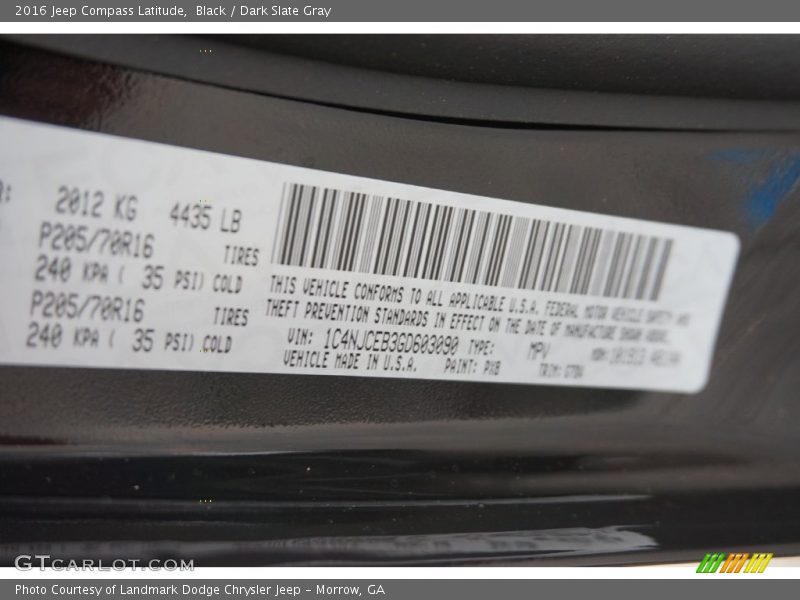 2016 Jeep Compass Latitude, Black / Dark Slate Gray
2012 KG 4435 LB
P205/70R16 TIRES
240 KPA ( 35 PSI) COLD
P205/70R16 TIRES
240 KPA ( 35 PSI) COLD
THIS VEHICLE CONFORMS TO ALL APPLICABLE U.S.A. FEDERAL MOTOR VEHICLE SAFETY AND
THEFT PREVENTION STANDARDS IN EFFECT ON THE DATE OF MANUFACTURE SHOWN ABOVE.
VIN: 1C4NJCEB3GD603090 TYPE: MPV
VEHICLE MADE IN U.S.A. PAINT: PXB TRIM:
GTCARLOT.COM
Photo Courtesy of Landmark Dodge Chrysler Jeep – Morrow, GA